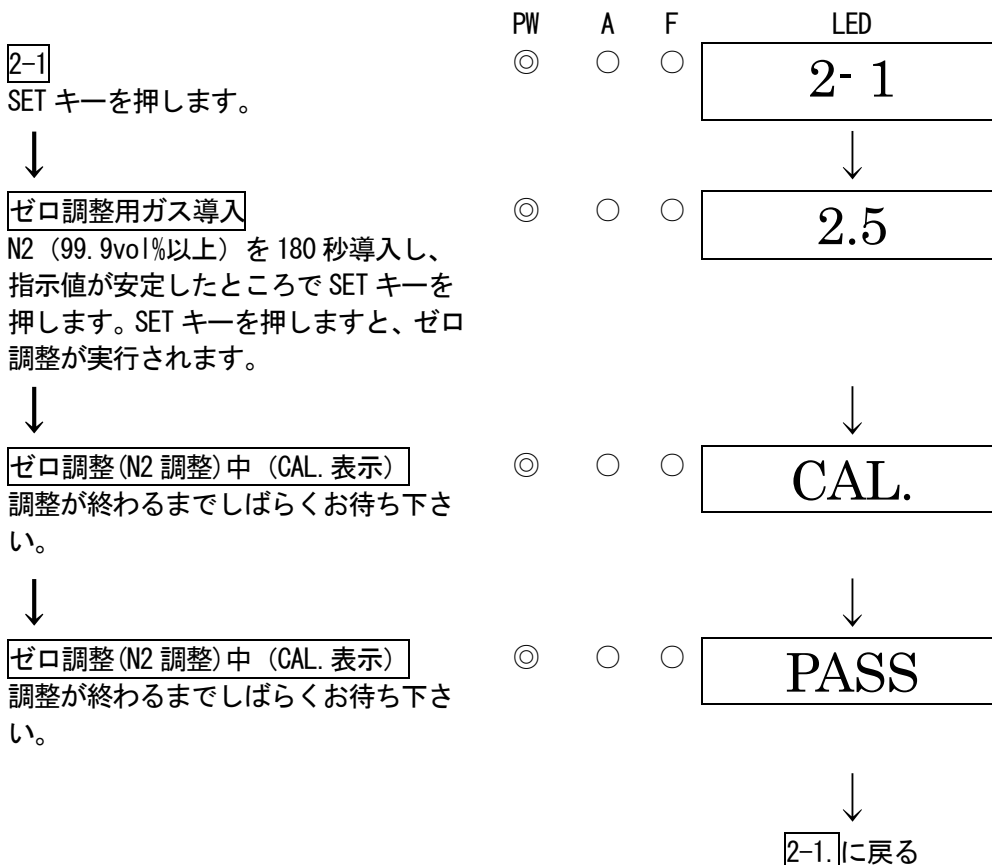 PW A F LED
2-1 ◎ ○ ○ 2- 1
SET キーを押します。
↓ ↓
ゼロ調整用ガス導入 ◎ ○ ○ 2.5
N2（99.9vol%以上）を 180 秒導入し、
指示値が安定したところで SET キーを
押します。SET キーを押しますと、ゼロ
調整が実行されます。
↓ ↓
ゼロ調整(N2 調整)中（CAL.表示） ◎ ○ ○ CAL.
調整が終わるまでしばらくお待ち下さ
い。
↓ ↓
ゼロ調整(N2 調整)中（CAL.表示） ◎ ○ ○ PASS
調整が終わるまでしばらくお待ち下さ
い。
↓
2-1.に戻る